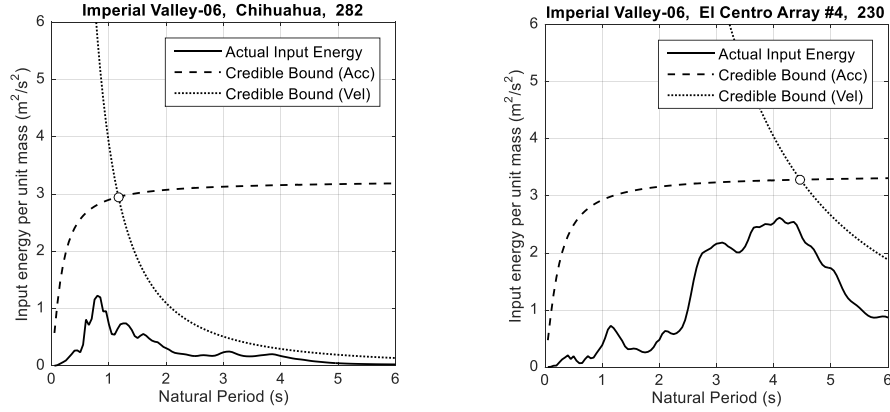 Imperial Valley-06, Chihuahua, 282
Input energy per unit mass (m²/s²)
6
5
4
3
2
1
0
Actual Input Energy
Credible Bound (Acc)
Credible Bound (Vel)
0 1 2 3 4 5 6
Natural Period (s)
Imperial Valley-06, El Centro Array #4, 230
Input energy per unit mass (m²/s²)
6
5
4
3
2
1
0
Actual Input Energy
Credible Bound (Acc)
Credible Bound (Vel)
0 1 2 3 4 5 6
Natural Period (s)